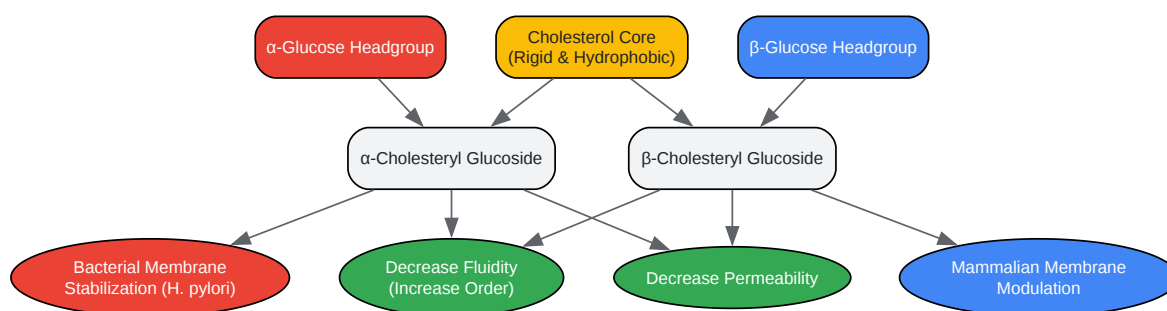 α-Glucose Headgroup
Cholesterol Core
(Rigid & Hydrophobic)
β-Glucose Headgroup
α-Cholesteryl Glucoside
β-Cholesteryl Glucoside
Bacterial Membrane
Stabilization (H. pylori)
Decrease Fluidity
(Increase Order)
Decrease Permeability
Mammalian Membrane
Modulation